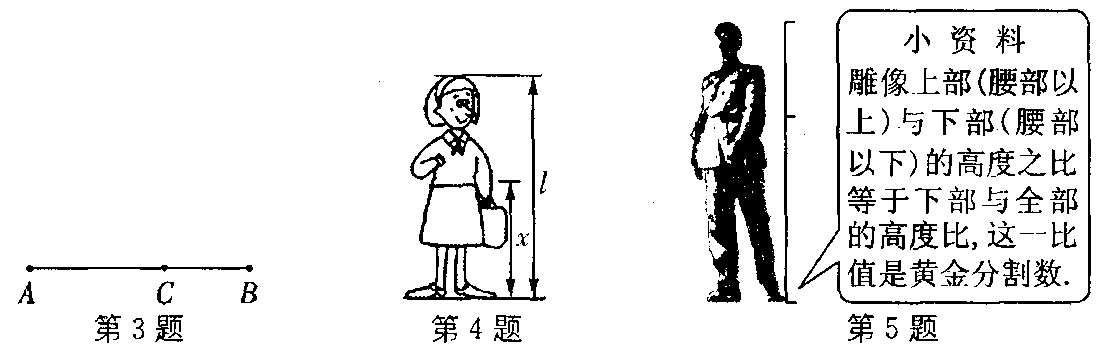 小资料
雕像上部(腰部以
上)与下部(腰部
以下)的高度之比
等于下部与全部
的高度比,这一比
值是黄金分割数.
l
x
A C B
第3题 第4题 第5题